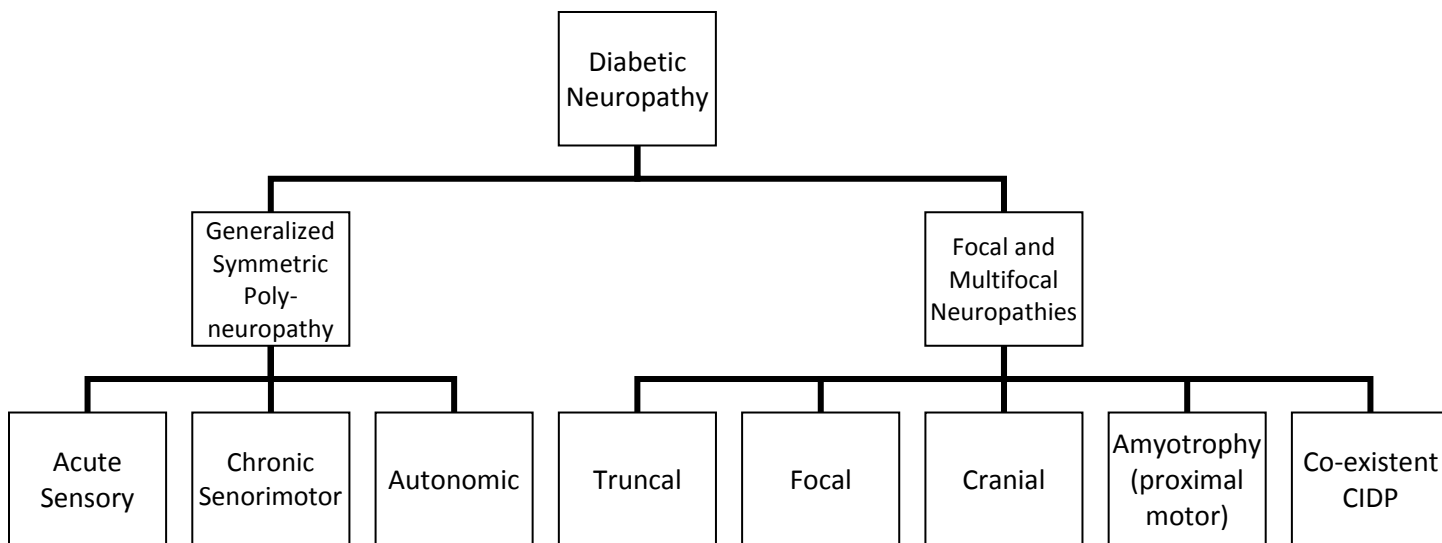 Diabetic
Neuropathy
Generalized
Symmetric
Poly-
neuropathy
Focal and
Multifocal
Neuropathies
Acute
Sensory
Chronic
Senorimotor
Autonomic
Truncal
Focal
Cranial
Amyotrophy
(proximal
motor)
Co-existent
CIDP